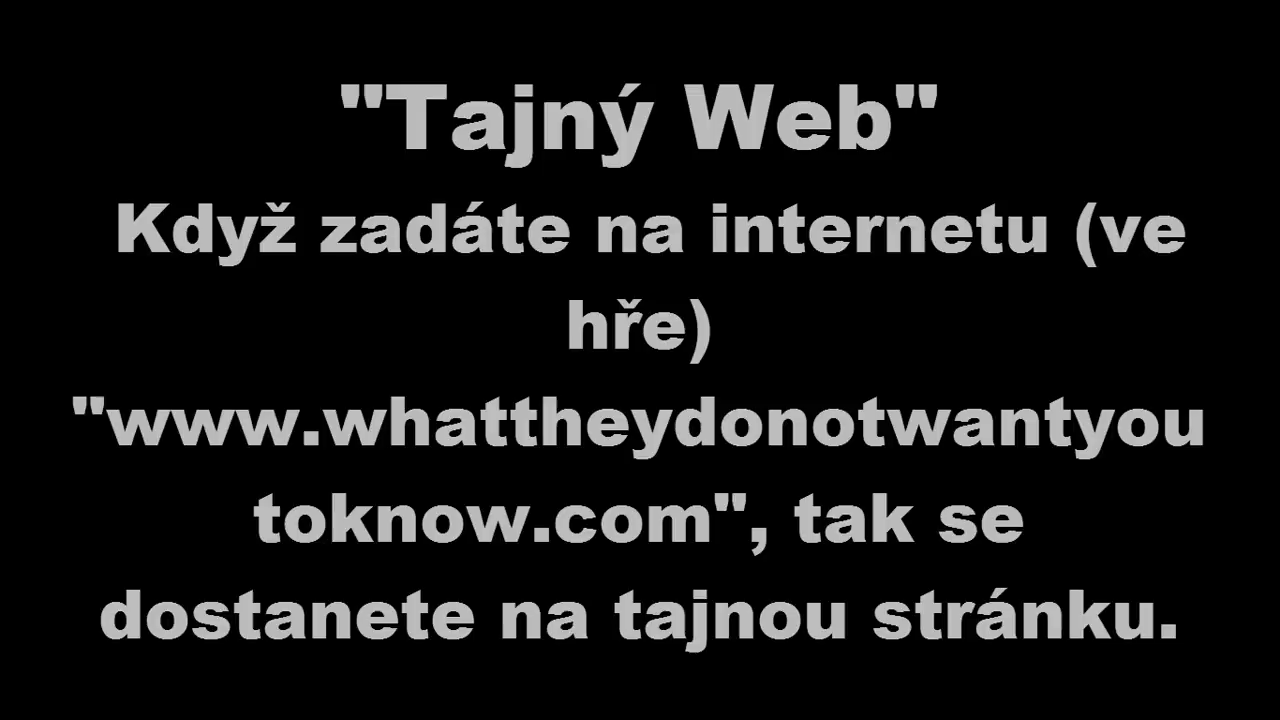 "Tajný Web"
Když zadáte na internetu (ve
hře)
"www.whattheydonotwantyou
toknow.com", tak se
dostanete na tajnou stránku.